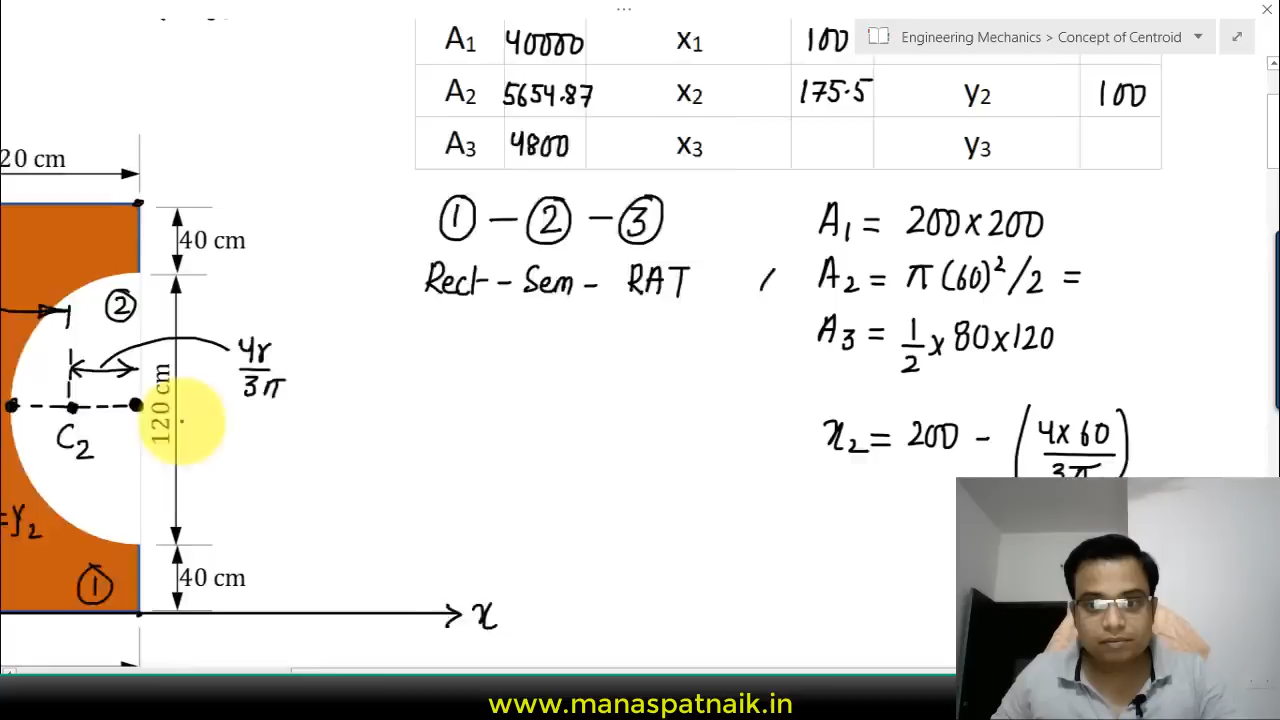 Engineering Mechanics > Concept of Centroid
A1 40000 x1 100
A2 5654.87 x2 175.5 y2 100
A3 4800 x3 y3
20 cm
40 cm
① - ② - ③
Rect - Sem - RAT
A1 = 200×200
A2 = π(60)²/2 =
A3 = 1/2 × 80×120
②
4r/3π
120 cm
C2
x2 = 200 - (4×60/3π)
=y2
①
40 cm
x
www.manaspatnaik.in